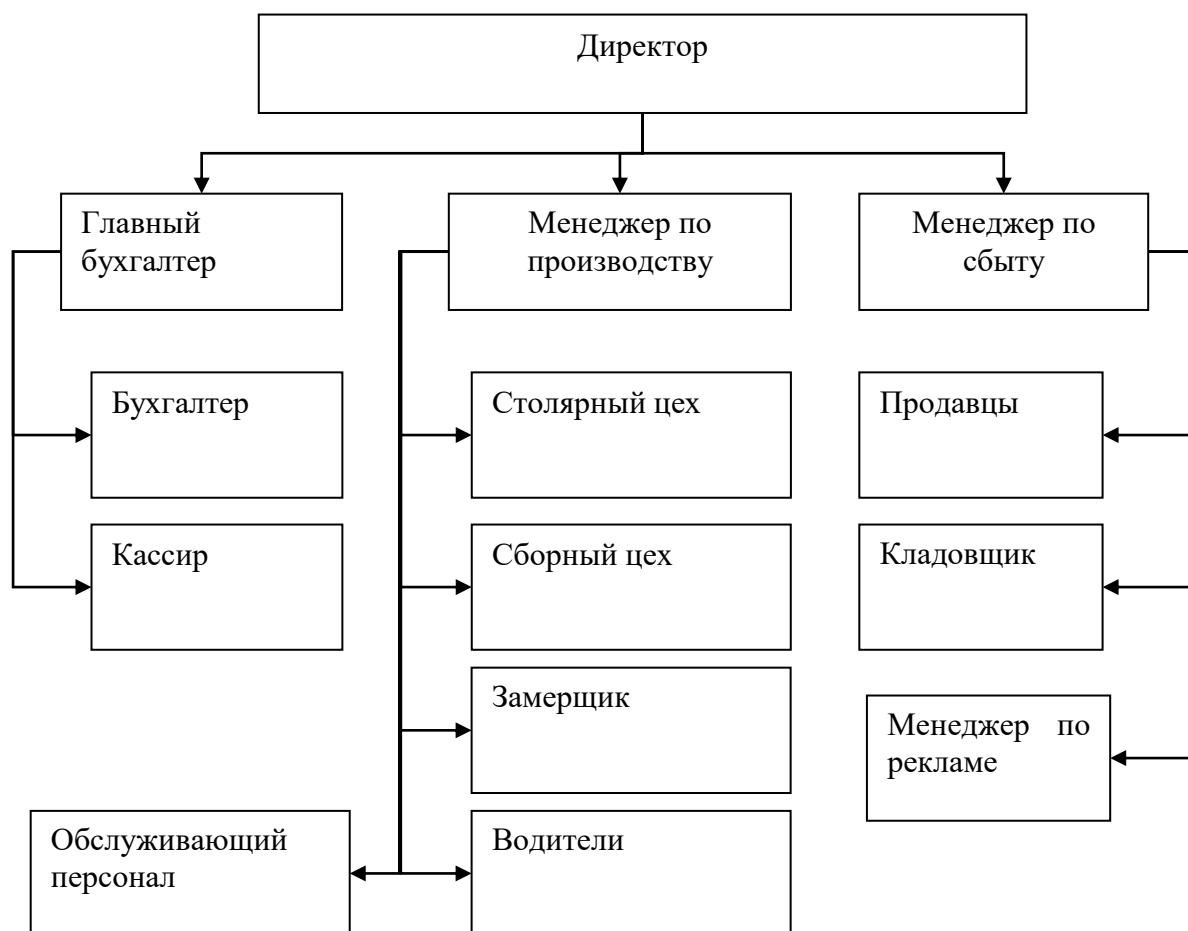 Директор
Главный
бухгалтер
Менеджер по
производству
Менеджер по
сбыту
Бухгалтер
Столярный цех
Продавцы
Кассир
Сборный цех
Кладовщик
Замерщик
Менеджер по
рекламе
Обслуживающий
персонал
Водители